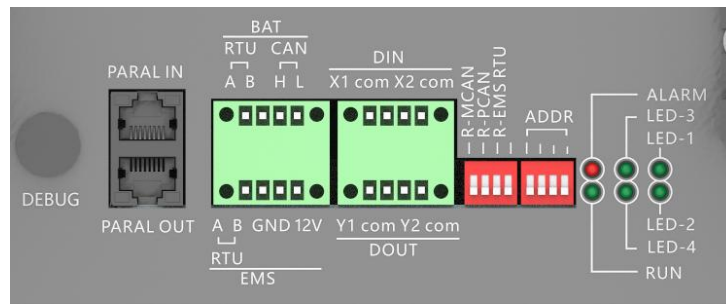 BAT
RTU CAN
A B H L
DIN
X1 com X2 com
PARAL IN
R-MCAN
R-PCAN
R-EMS RTU
ADDR
ALARM
LED-3
LED-1
DEBUG
PARAL OUT
A B GND 12V
RTU
EMS
Y1 com Y2 com
DOUT
LED-2
LED-4
RUN